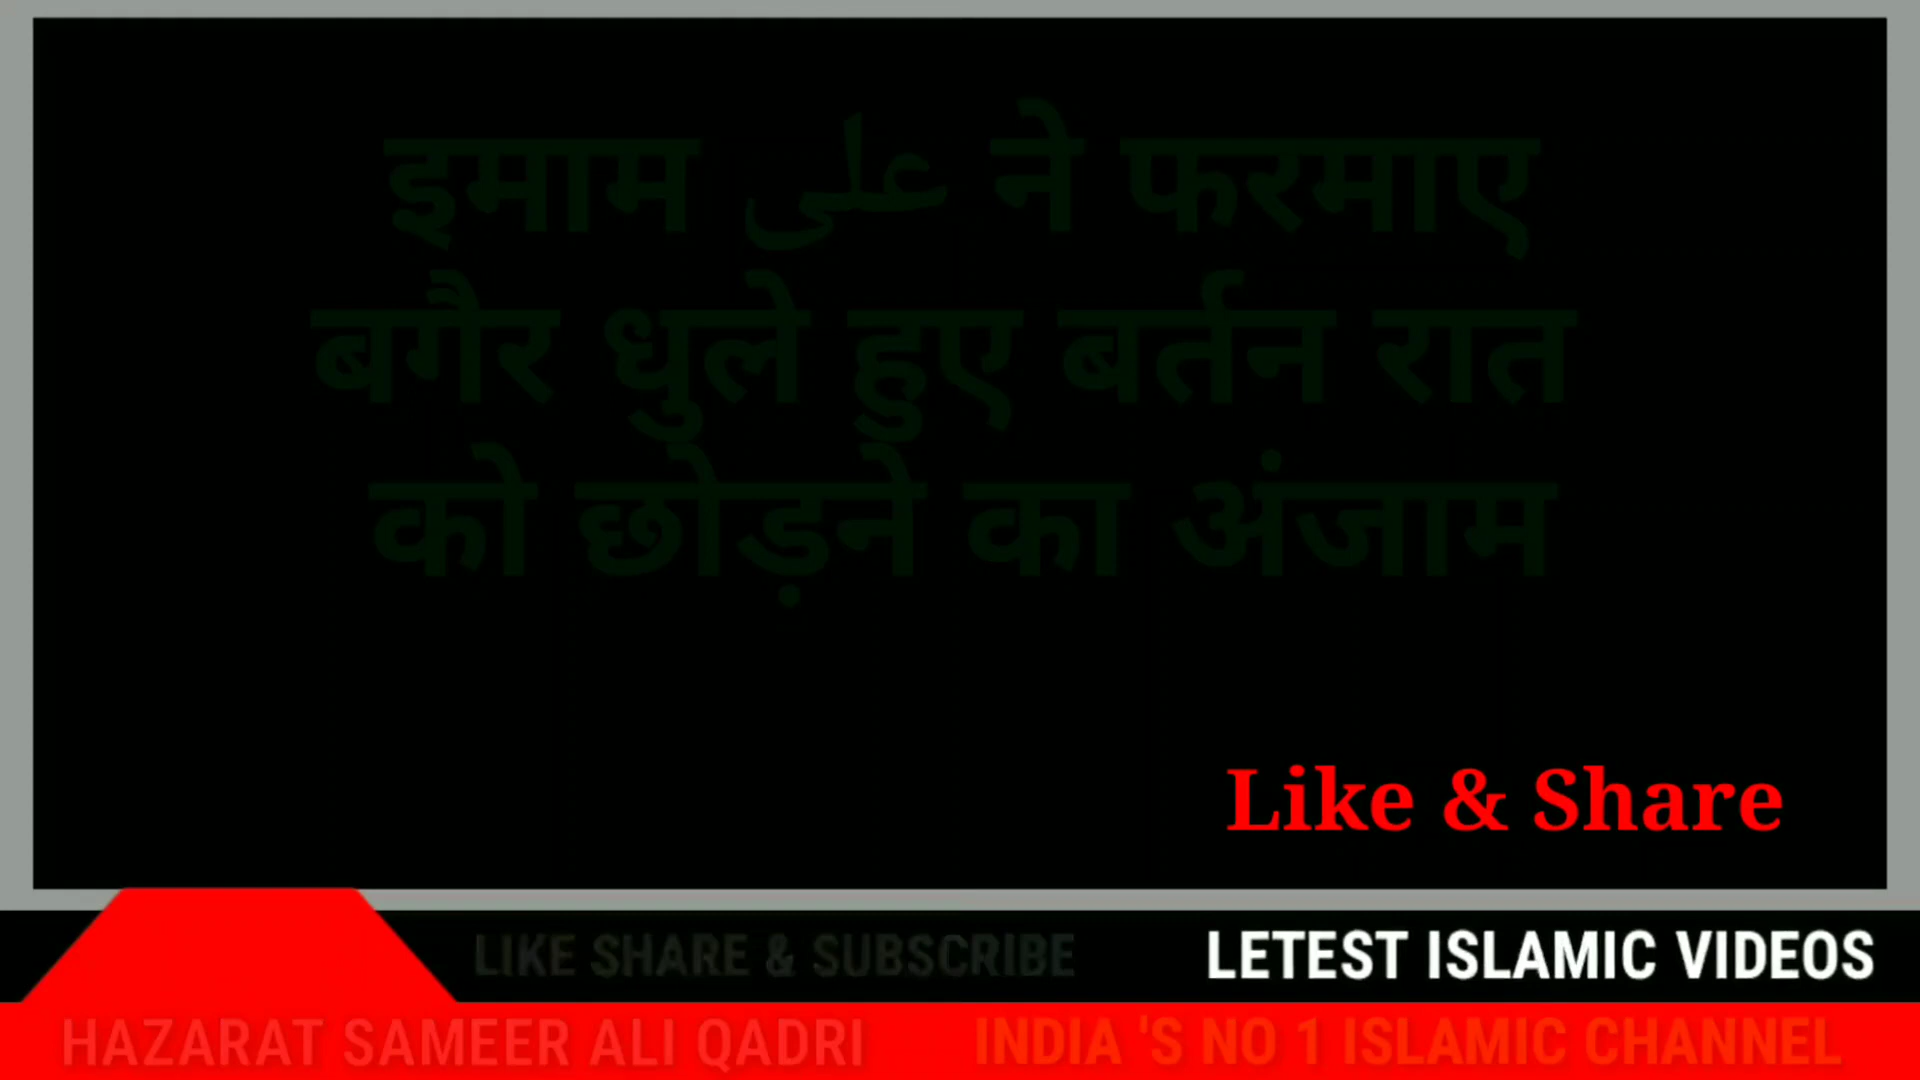 इमाम علی ने फरमाए
बगैर धुले हुए बर्तन रात
को छोड़ने का अंजाम
Like & Share
LIKE SHARE & SUBSCRIBE
LETEST ISLAMIC VIDEOS
HAZARAT SAMEER ALI QADRI
INDIA 'S NO 1 ISLAMIC CHANNEL